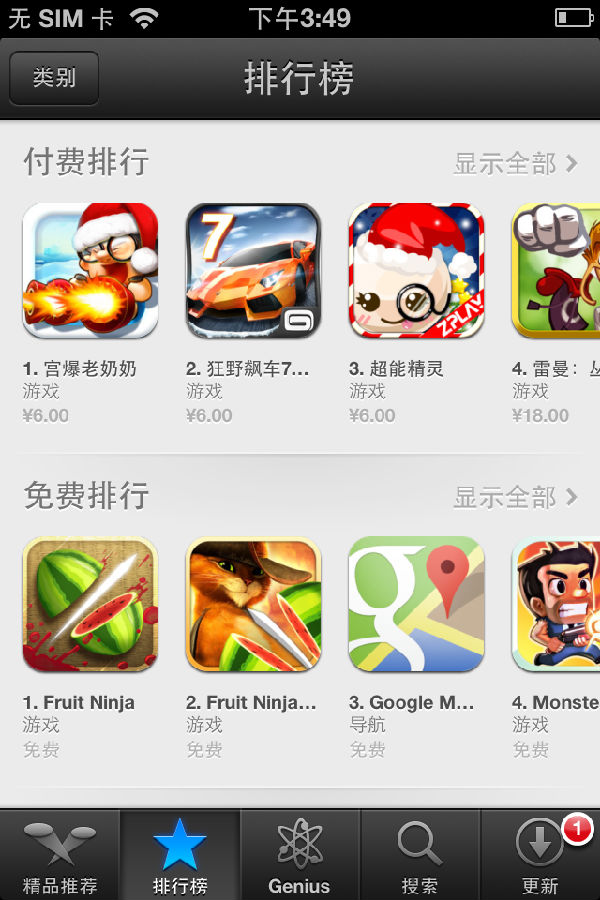 无 SIM 卡
下午3:49
类别
排行榜
付费排行
显示全部
7
ZPLAY
1. 宫爆老奶奶
2. 狂野飙车7...
3. 超能精灵
4. 雷曼：丛
游戏
游戏
游戏
游戏
¥6.00
¥6.00
¥6.00
¥18.00
免费排行
显示全部
1. Fruit Ninja
2. Fruit Ninja...
3. Google M...
4. Monste
游戏
游戏
导航
游戏
免费
免费
免费
免费
精品推荐
排行榜
Genius
搜索
更新
1